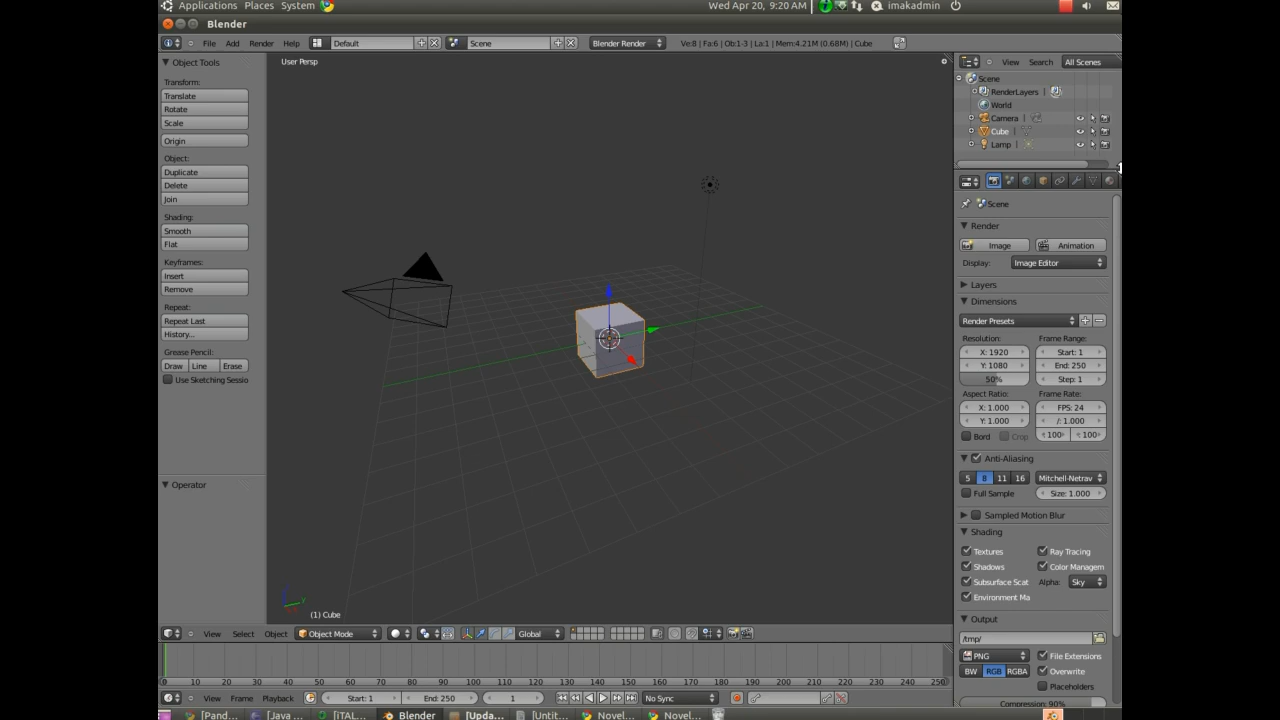 Applications Places System Wed Apr 20, 9:20 AM imakadmin
Blender
File Add Render Help Default Scene Blender Render Ve:8 | Fa:6 | Ob:1-3 | La:1 | Mem:4.21M (0.68M) | Cube
Object Tools
Transform:
Translate
Rotate
Scale
Origin
Object:
Duplicate
Delete
Join
Shading:
Smooth
Flat
Keyframes:
Insert
Remove
Repeat:
Repeat Last
History...
Grease Pencil:
Draw Line Erase
Use Sketching Sessio
Operator
User Persp
(1) Cube
View Select Object Object Mode Global
0 10 20 30 40 50 60 70 80 90 100 110 120 130 140 150 160 170 180 190 200 210 220 230 240 250
View Frame Playback Start: 1 End: 250 1 No Sync
View Search All Scenes
Scene
RenderLayers
World
Camera
Cube
Lamp
Scene
Render
Image Animation
Display: Image Editor
Layers
Dimensions
Render Presets
Resolution: Frame Range:
X: 1920 Start: 1
Y: 1080 End: 250
50% Step: 1
Aspect Ratio: Frame Rate:
X: 1.000 FPS: 24
Y: 1.000 /: 1.000
Bord Crop 100 100
Anti-Aliasing
5 8 11 16 Mitchell-Netrav
Full Sample Size: 1.000
Sampled Motion Blur
Shading
Textures Ray Tracing
Shadows Color Managem
Subsurface Scat Alpha: Sky
Environment Ma
Output
/tmp/
PNG File Extensions
BW RGB RGBA Overwrite
Placeholders
Compression: 90%
[Pand... [Java ... [ITAL... Blender [Upda... [Untit... Novel... Novel...